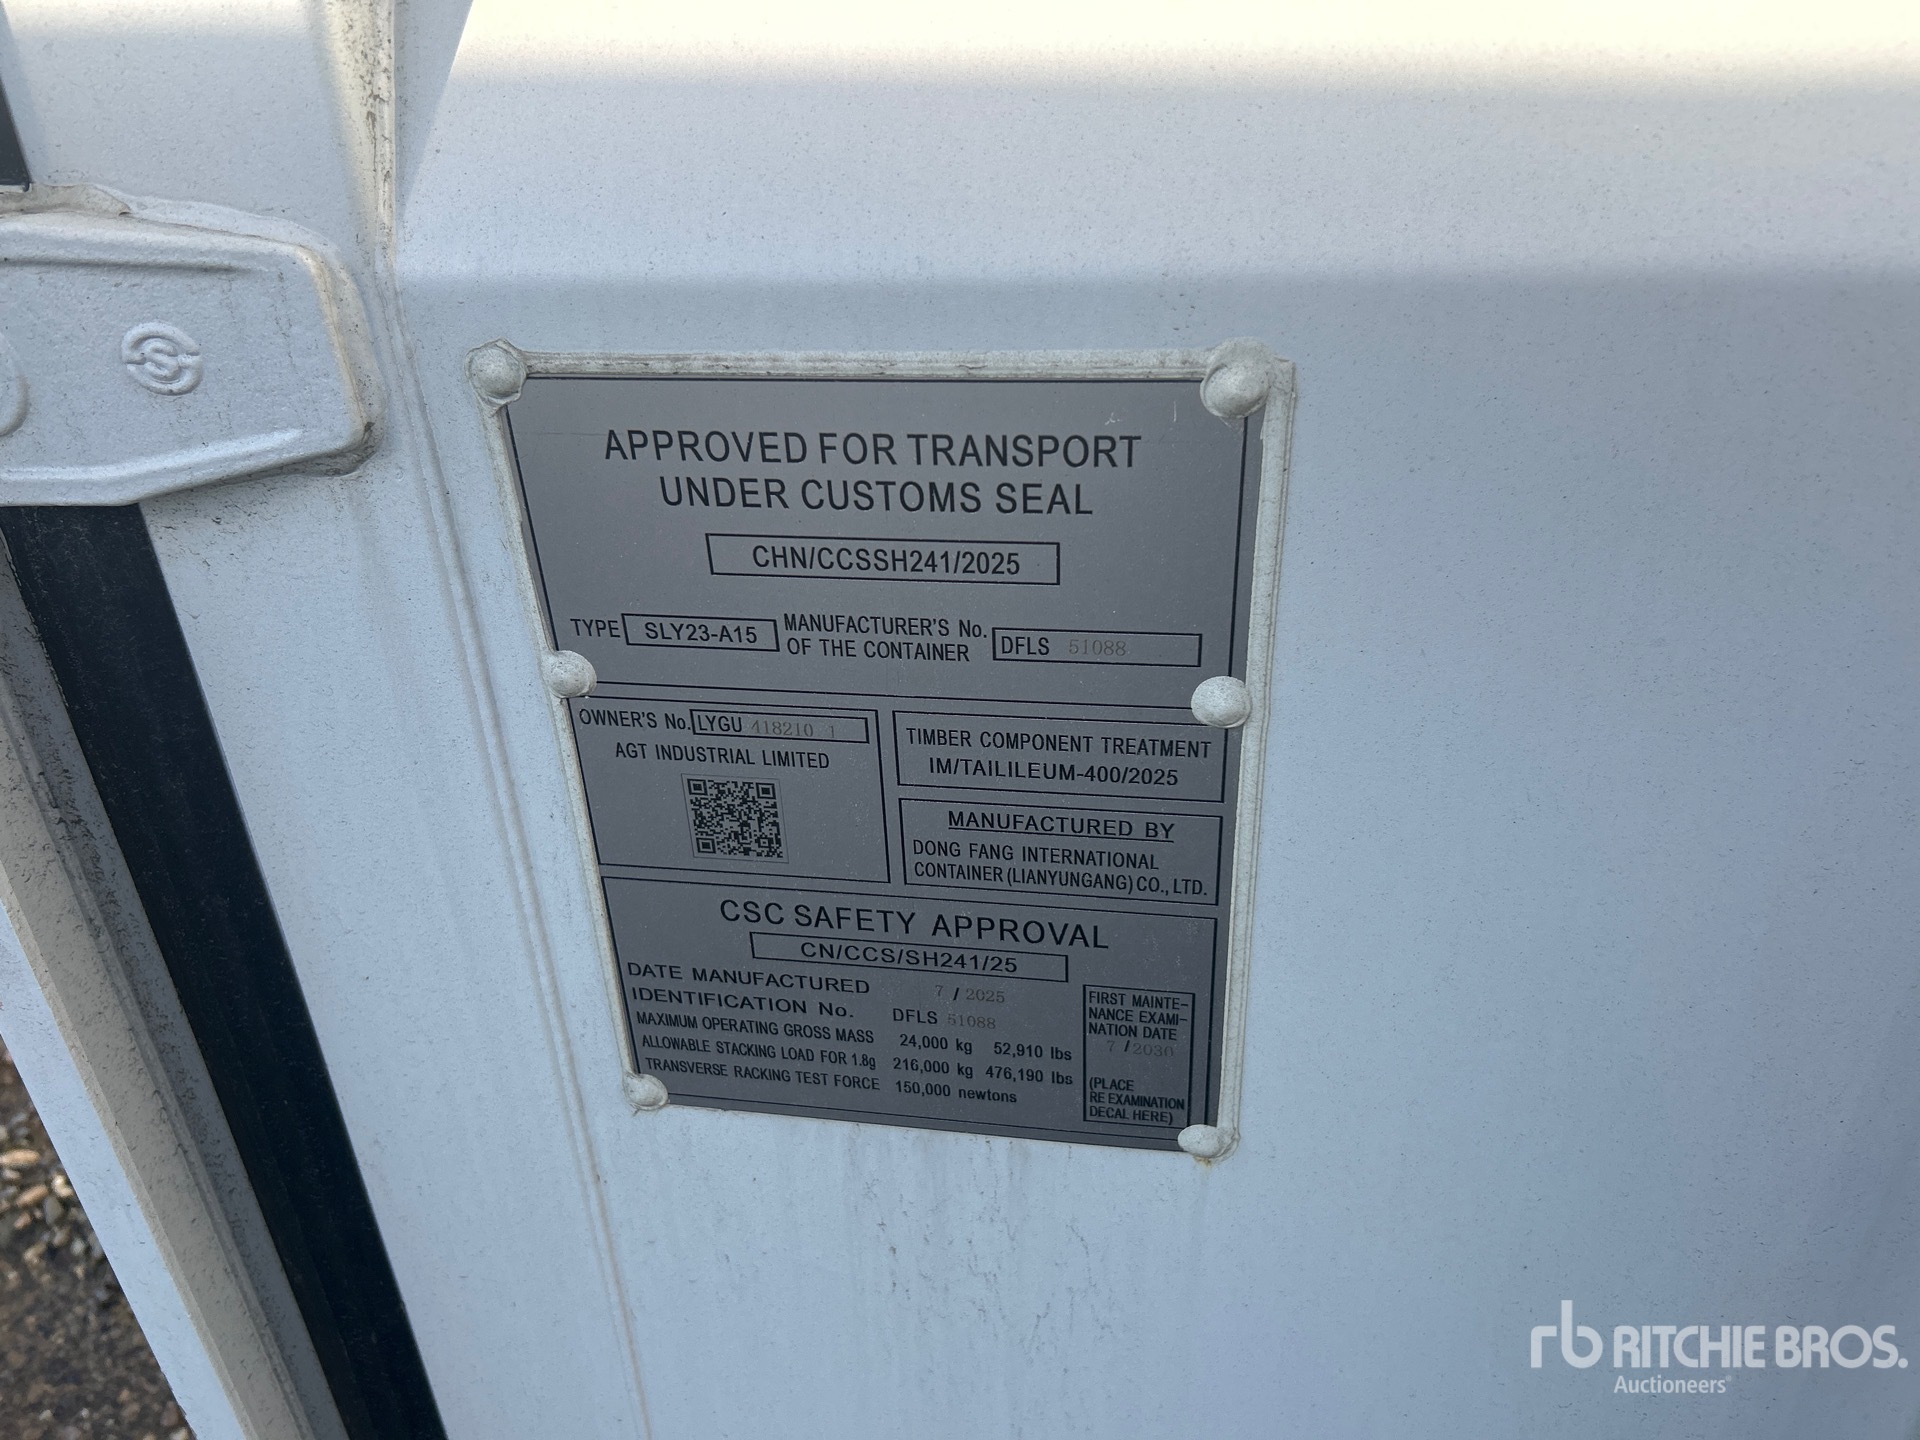 S
APPROVED FOR TRANSPORT
UNDER CUSTOMS SEAL
CHN/CCSSH241/2025
TYPE SLY23-A15 MANUFACTURER'S No.
OF THE CONTAINER DFLS 51088
OWNER'S No. LYGU 418210 1
AGT INDUSTRIAL LIMITED
TIMBER COMPONENT TREATMENT
IM/TAILILEUM-400/2025
MANUFACTURED BY
DONG FANG INTERNATIONAL
CONTAINER (LIANYUNGANG) CO., LTD.
CSC SAFETY APPROVAL
CN/CCS/SH241/25
DATE MANUFACTURED 7 / 2025
IDENTIFICATION No. DFLS 51088
MAXIMUM OPERATING GROSS MASS 24,000 kg 52,910 lbs
ALLOWABLE STACKING LOAD FOR 1.8g 216,000 kg 476,190 lbs
TRANSVERSE RACKING TEST FORCE 150,000 newtons
FIRST MAINTE-
NANCE EXAMI-
NATION DATE
7 / 2030
(PLACE
RE EXAMINATION
DECAL HERE)
rb RITCHIE BROS.
Auctioneers